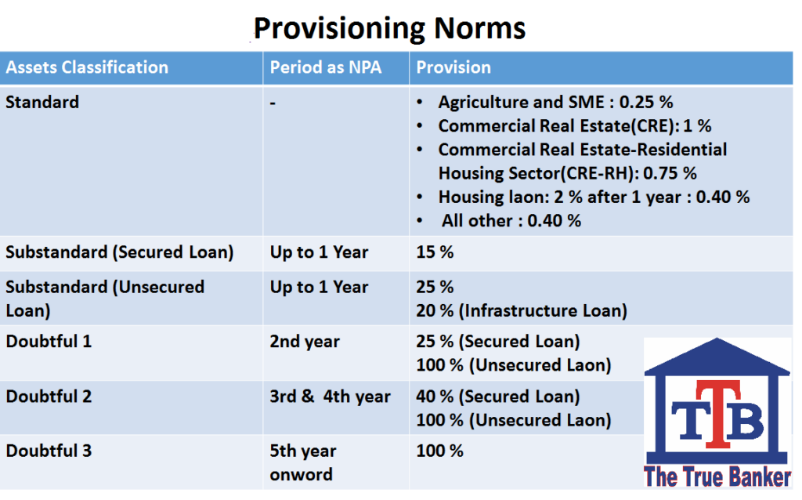 Provisioning Norms
Assets Classification Period as NPA Provision
Standard - • Agriculture and SME : 0.25 %
• Commercial Real Estate(CRE): 1 %
• Commercial Real Estate-Residential
Housing Sector(CRE-RH): 0.75 %
• Housing laon: 2 % after 1 year : 0.40 %
• All other : 0.40 %
Substandard (Secured Loan) Up to 1 Year 15 %
Substandard (Unsecured Up to 1 Year 25 %
Loan) 20 % (Infrastructure Loan)
Doubtful 1 2nd year 25 % (Secured Loan)
100 % (Unsecured Laon)
Doubtful 2 3rd & 4th year 40 % (Secured Loan)
100 % (Unsecured Laon)
Doubtful 3 5th year 100 %
onword
TTB
The True Banker